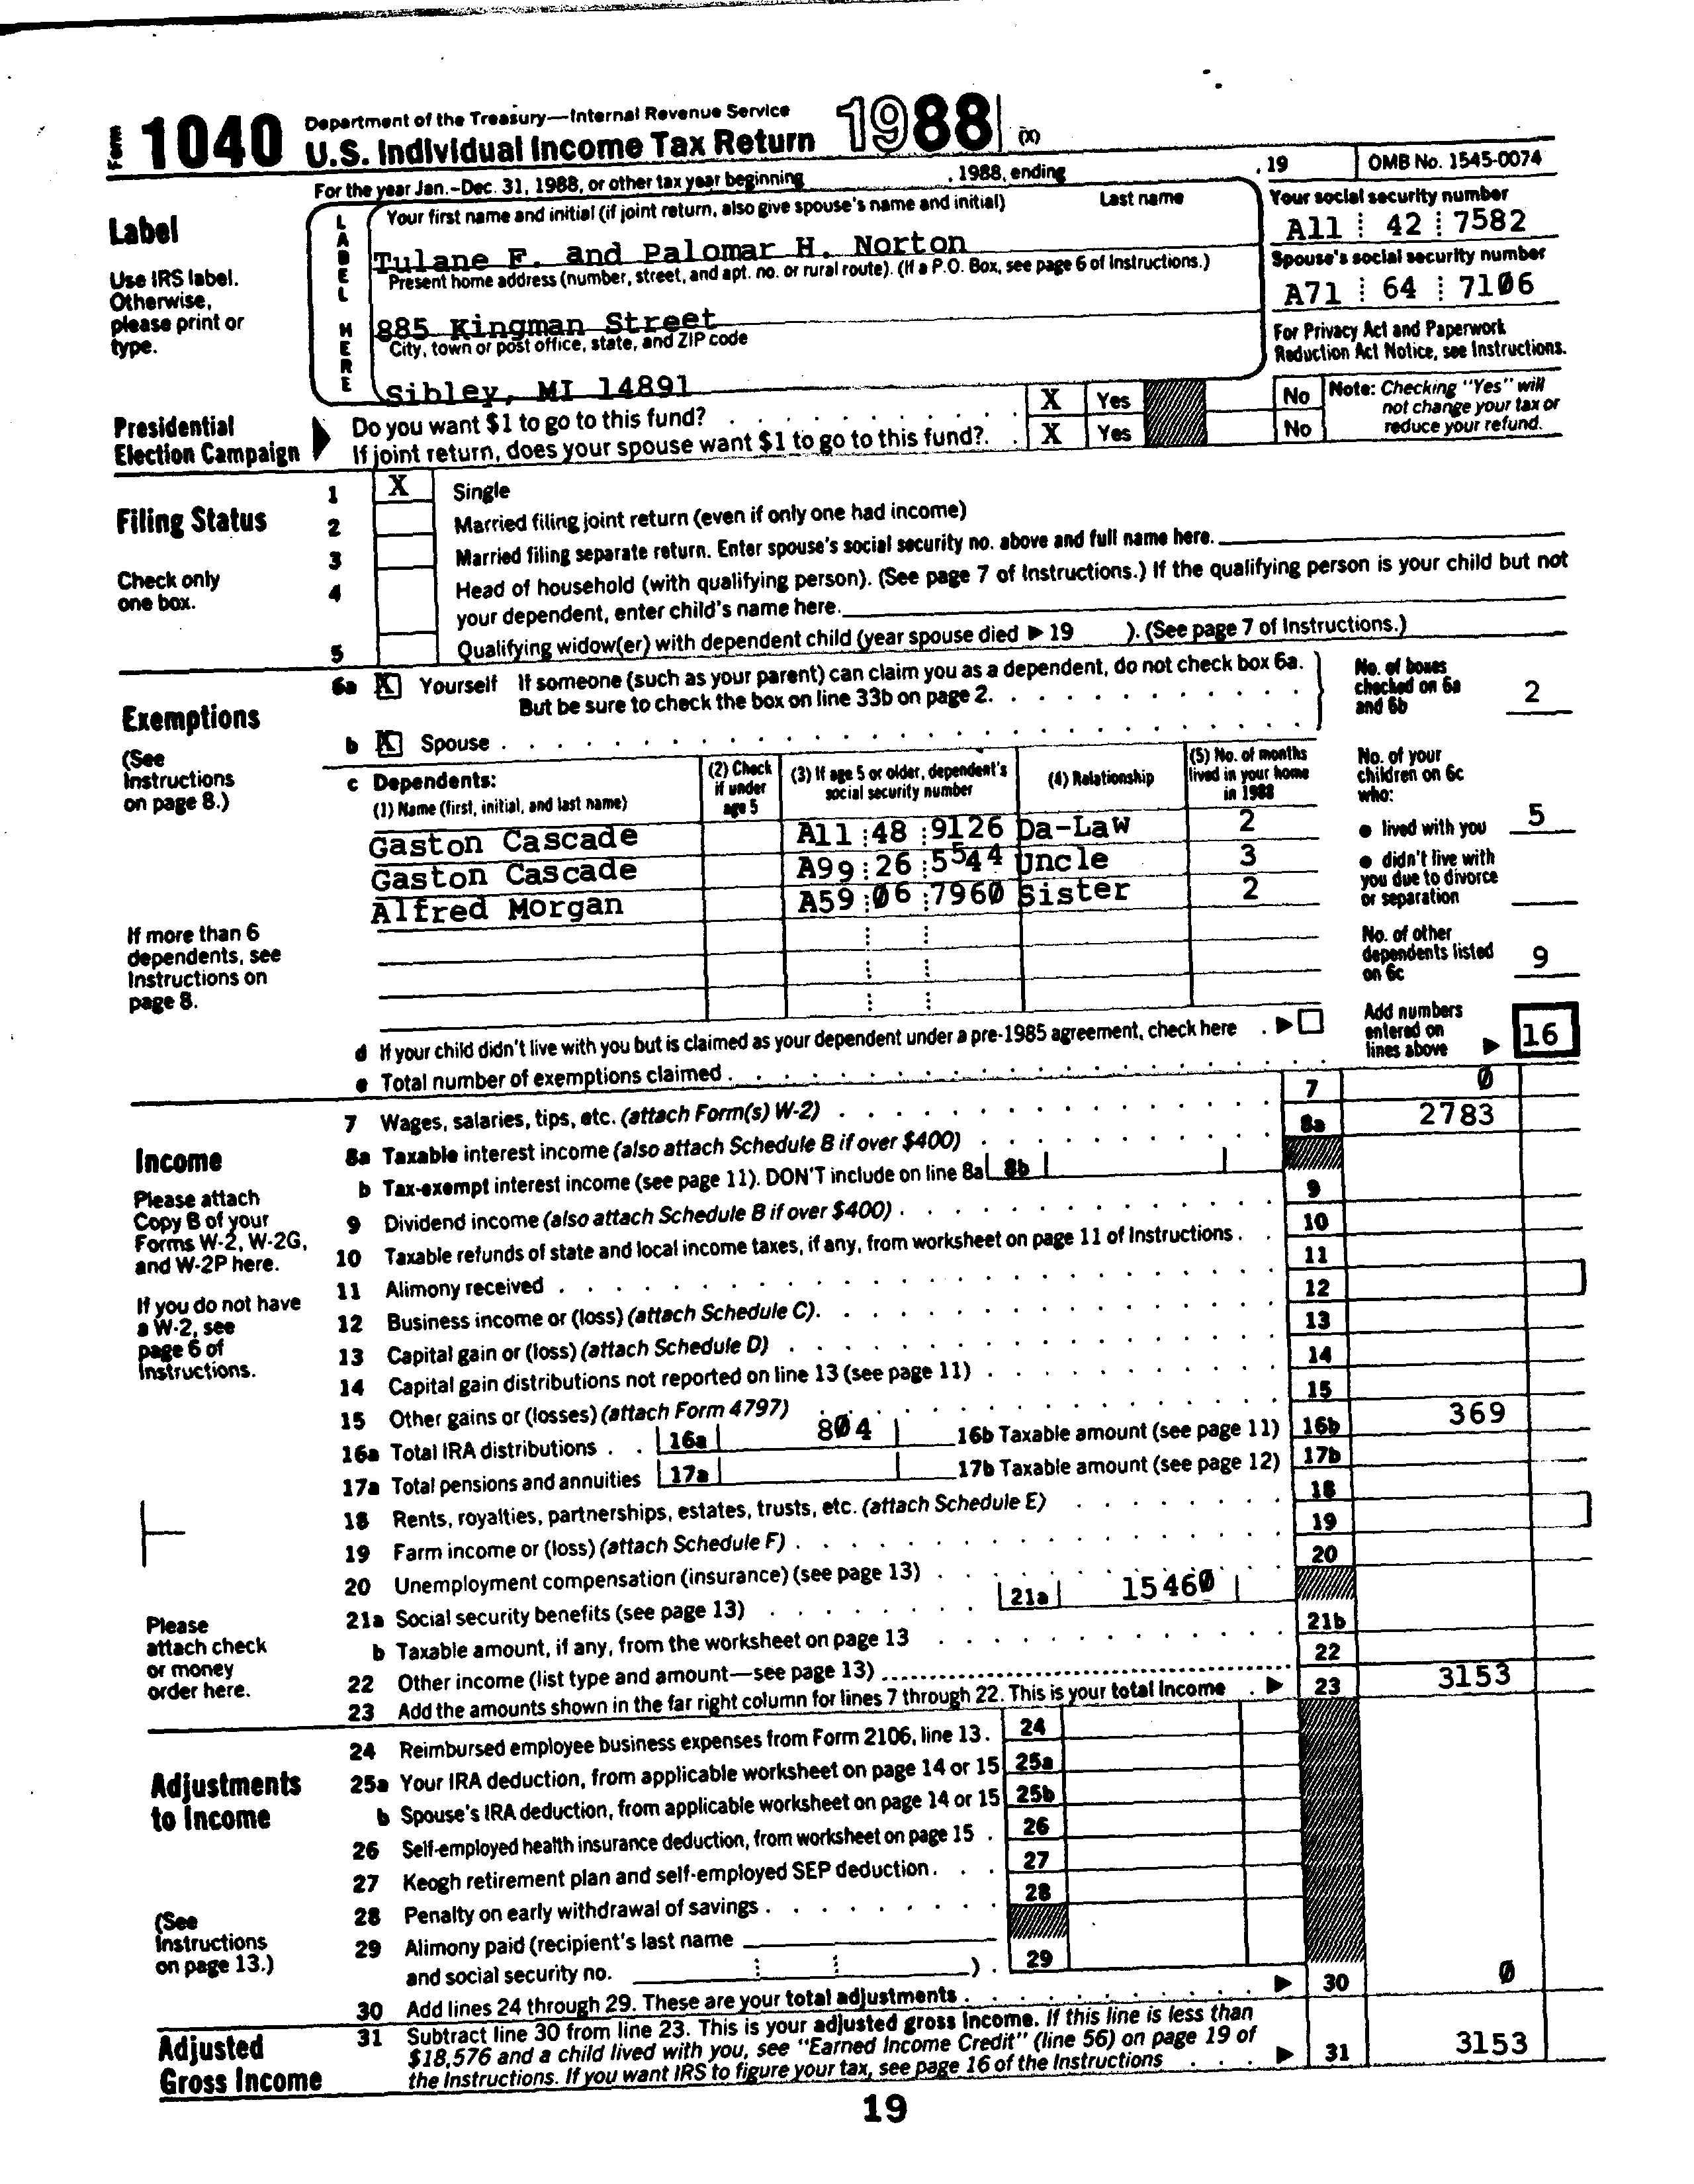 Form 1040 Department of the Treasury—Internal Revenue Service
U.S. Individual Income Tax Return 1988 (X)
For the year Jan.–Dec. 31, 1988, or other tax year beginning , 1988, ending , 19 OMB No. 1545-0074
Label
Use IRS label.
Otherwise,
please print or
type.
LABEL HERE
Your first name and initial (if joint return, also give spouse's name and initial) Last name
Tulane F. and Palomar H. Norton
Present home address (number, street, and apt. no. or rural route). (If a P.O. Box, see page 6 of Instructions.)
885 Kingman Street
City, town or post office, state, and ZIP code
Sibley, MI 14891
Your social security number
A11 42 7582
Spouse's social security number
A71 64 7106
For Privacy Act and Paperwork
Reduction Act Notice, see Instructions.
Presidential
Election Campaign
Do you want $1 to go to this fund? X Yes No
If joint return, does your spouse want $1 to go to this fund? X Yes No
Note: Checking "Yes" will
not change your tax or
reduce your refund.
Filing Status
Check only
one box.
1 X Single
2 Married filing joint return (even if only one had income)
3 Married filing separate return. Enter spouse's social security no. above and full name here.
4 Head of household (with qualifying person). (See page 7 of Instructions.) If the qualifying person is your child but not
your dependent, enter child's name here.
5 Qualifying widow(er) with dependent child (year spouse died ▶ 19 ). (See page 7 of Instructions.)
Exemptions
(See
Instructions
on page 8.)
6a X Yourself If someone (such as your parent) can claim you as a dependent, do not check box 6a.
But be sure to check the box on line 33b on page 2.
b X Spouse
No. of boxes
checked on 6a
and 6b 2
c Dependents:
(1) Name (first, initial, and last name)
(2) Check
if under
age 5
(3) If age 5 or older, dependent's
social security number
(4) Relationship
(5) No. of months
lived in your home
in 1988
Gaston Cascade A11 48 9126 Da-Law 2
Gaston Cascade A99 26 5544 Uncle 3
Alfred Morgan A59 06 7960 Sister 2
No. of your
children on 6c
who:
● lived with you 5
● didn't live with
you due to divorce
or separation
No. of other
dependents listed
on 6c 9
If more than 6
dependents, see
Instructions on
page 8.
d If your child didn't live with you but is claimed as your dependent under a pre-1985 agreement, check here ▶
e Total number of exemptions claimed
Add numbers
entered on
lines above ▶ 16
Income
Please attach
Copy B of your
Forms W-2, W-2G,
and W-2P here.
If you do not have
a W-2, see
page 6 of
Instructions.
Please
attach check
or money
order here.
7 Wages, salaries, tips, etc. (attach Form(s) W-2) 7 0
8a Taxable interest income (also attach Schedule B if over $400) 8a 2783
b Tax-exempt interest income (see page 11). DON'T include on line 8a 8b
9 Dividend income (also attach Schedule B if over $400) 9
10 Taxable refunds of state and local income taxes, if any, from worksheet on page 11 of Instructions 10
11 Alimony received 11
12 Business income or (loss) (attach Schedule C) 12
13 Capital gain or (loss) (attach Schedule D) 13
14 Capital gain distributions not reported on line 13 (see page 11) 14
15 Other gains or (losses) (attach Form 4797) 15
16a Total IRA distributions 16a 804 16b Taxable amount (see page 11) 16b 369
17a Total pensions and annuities 17a 17b Taxable amount (see page 12) 17b
18 Rents, royalties, partnerships, estates, trusts, etc. (attach Schedule E) 18
19 Farm income or (loss) (attach Schedule F) 19
20 Unemployment compensation (insurance) (see page 13) 20
21a Social security benefits (see page 13) 21a 15460
b Taxable amount, if any, from the worksheet on page 13 21b
22 Other income (list type and amount—see page 13) 22
23 Add the amounts shown in the far right column for lines 7 through 22. This is your total income ▶ 23 3153
Adjustments
to Income
(See
Instructions
on page 13.)
24 Reimbursed employee business expenses from Form 2106, line 13. 24
25a Your IRA deduction, from applicable worksheet on page 14 or 15 25a
b Spouse's IRA deduction, from applicable worksheet on page 14 or 15 25b
26 Self-employed health insurance deduction, from worksheet on page 15 26
27 Keogh retirement plan and self-employed SEP deduction 27
28 Penalty on early withdrawal of savings 28
29 Alimony paid (recipient's last name
and social security no. ) 29
30 Add lines 24 through 29. These are your total adjustments ▶ 30 0
Adjusted
Gross Income
31 Subtract line 30 from line 23. This is your adjusted gross income. If this line is less than
$18,576 and a child lived with you, see "Earned Income Credit" (line 56) on page 19 of
the Instructions. If you want IRS to figure your tax, see page 16 of the Instructions ▶ 31 3153
19